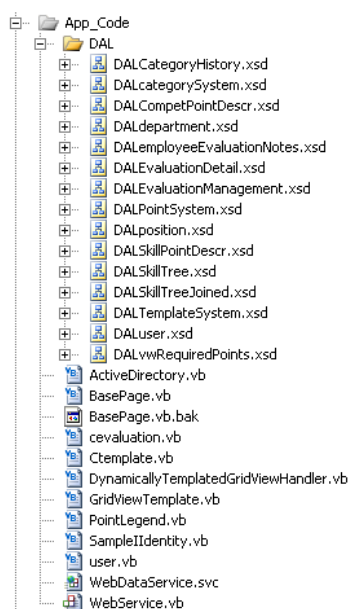 App_Code
DAL
DALCategoryHistory.xsd
DALcategorySystem.xsd
DALCompetPointDescr.xsd
DALdepartment.xsd
DALemployeeEvaluationNotes.xsd
DALEvaluationDetail.xsd
DALEvaluationManagement.xsd
DALPointSystem.xsd
DALposition.xsd
DALSkillPointDescr.xsd
DALSkillTree.xsd
DALSkillTreeJoined.xsd
DALTemplateSystem.xsd
DALuser.xsd
DALvwRequiredPoints.xsd
ActiveDirectory.vb
BasePage.vb
BasePage.vb.bak
cevaluation.vb
Ctemplate.vb
DynamicallyTemplatedGridViewHandler.vb
GridViewTemplate.vb
PointLegend.vb
SampleIIdentity.vb
user.vb
WebDataService.svc
WebService.vb